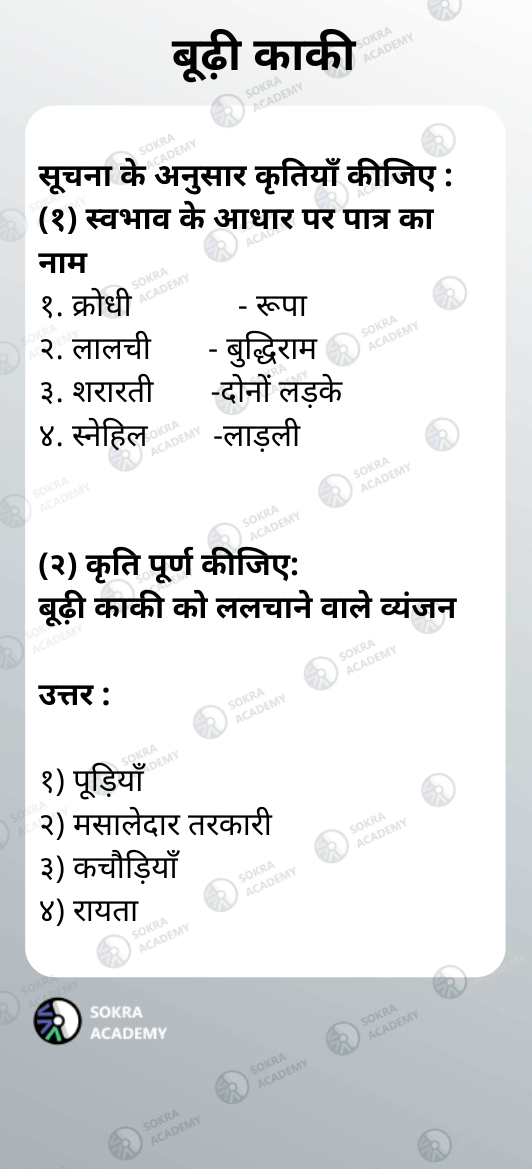 बूढ़ी काकी
सूचना के अनुसार कृतियाँ कीजिए :
(१) स्वभाव के आधार पर पात्र का
नाम
१. क्रोधी - रूपा
२. लालची - बुद्धिराम
३. शरारती -दोनों लड़के
४. स्नेहिल -लाड़ली
(२) कृति पूर्ण कीजिए:
बूढ़ी काकी को ललचाने वाले व्यंजन
उत्तर :
१) पूड़ियाँ
२) मसालेदार तरकारी
३) कचौड़ियाँ
४) रायता
SOKRA
ACADEMY